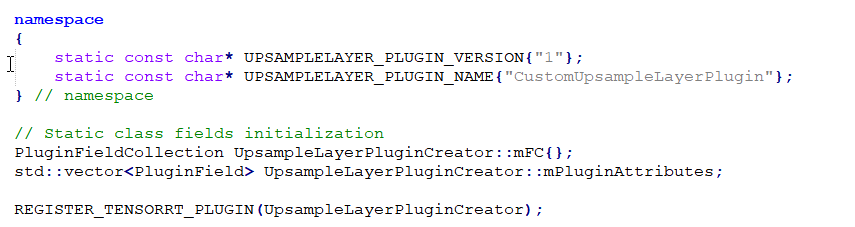 namespace
{
    static const char* UPSAMPLELAYER_PLUGIN_VERSION{"1"};
    static const char* UPSAMPLELAYER_PLUGIN_NAME{"CustomUpsampleLayerPlugin"};
} // namespace

// Static class fields initialization
PluginFieldCollection UpsampleLayerPluginCreator::mFC{};
std::vector<PluginField> UpsampleLayerPluginCreator::mPluginAttributes;

REGISTER_TENSORRT_PLUGIN(UpsampleLayerPluginCreator);